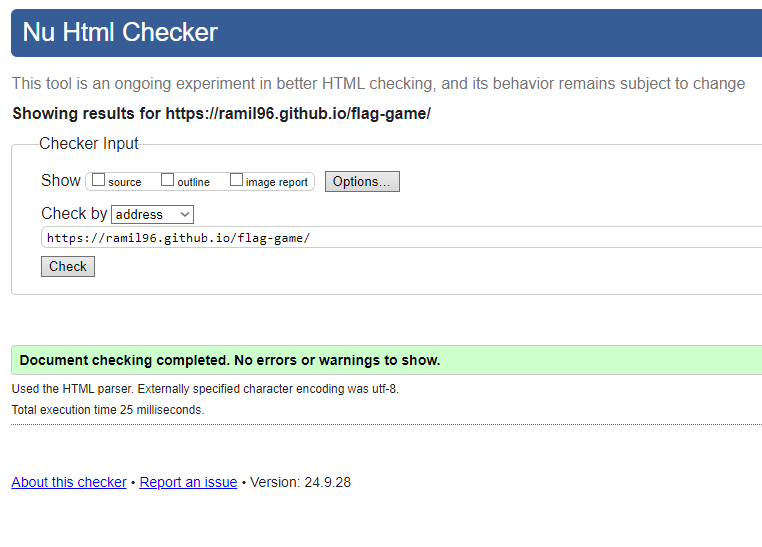 Nu Html Checker
This tool is an ongoing experiment in better HTML checking, and its behavior remains subject to change
Showing results for https://ramil96.github.io/flag-game/
Checker Input
Show source outline image report Options...
Check by address
https://ramil96.github.io/flag-game/
Check
Document checking completed. No errors or warnings to show.
Used the HTML parser. Externally specified character encoding was utf-8.
Total execution time 25 milliseconds.
About this checker • Report an issue • Version: 24.9.28